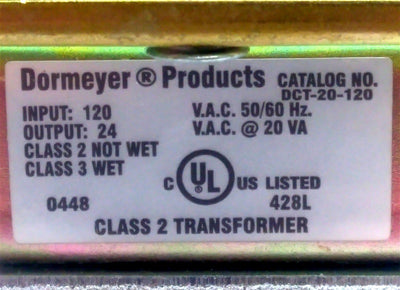 Dormeyer ® Products CATALOG NO.
DCT-20-120
INPUT: 120 V.A.C. 50/60 Hz.
OUTPUT: 24 V.A.C. @ 20 VA
CLASS 2 NOT WET
CLASS 3 WET
C UL US LISTED
0448 428L
CLASS 2 TRANSFORMER